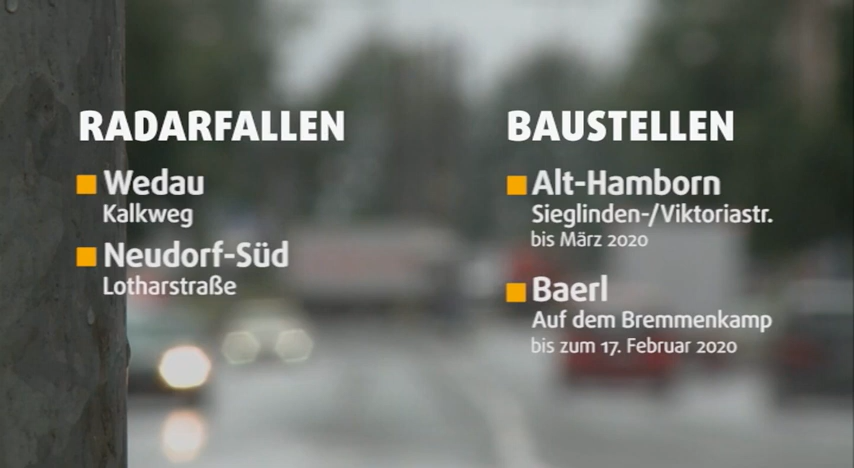 RADARFALLEN
Wedau
Kalkweg
Neudorf-Süd
Lotharstraße
BAUSTELLEN
Alt-Hamborn
Sieglinden-/Viktoriastr.
bis März 2020
Baerl
Auf dem Bremmenkamp
bis zum 17. Februar 2020